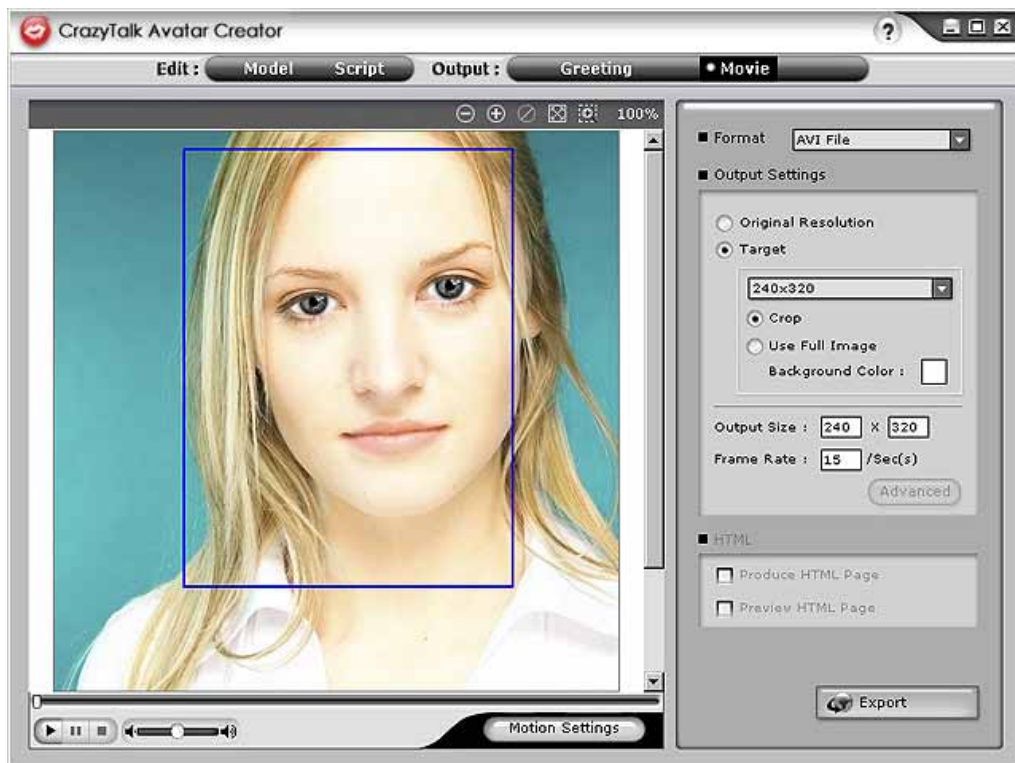 CrazyTalk Avatar Creator
?
Edit : Model Script Output : Greeting Movie
100%
Format AVI File
Output Settings
Original Resolution
Target
240x320
Crop
Use Full Image
Background Color :
Output Size : 240 X 320
Frame Rate : 15 /Sec(s)
Advanced
HTML
Produce HTML Page
Preview HTML Page
Export
Motion Settings